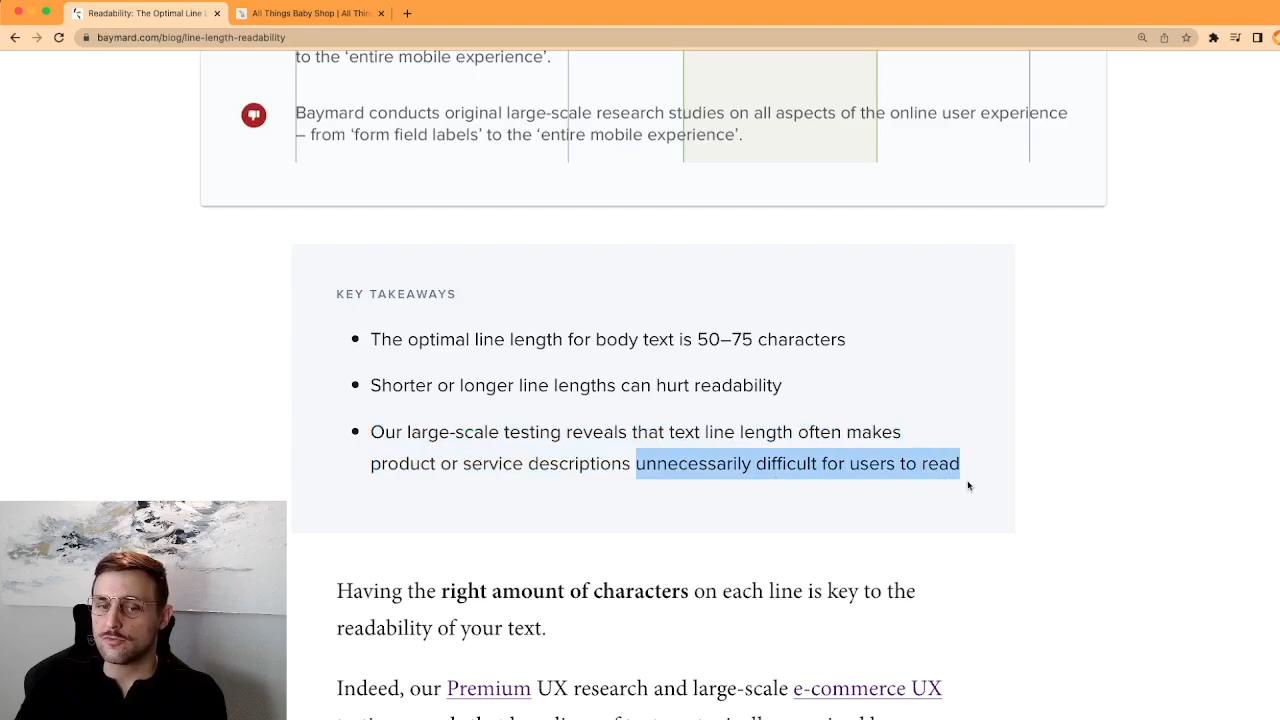 Readability: The Optimal Line L
All Things Baby Shop | All Thin
baymard.com/blog/line-length-readability
to the ‘entire mobile experience’.
Baymard conducts original large-scale research studies on all aspects of the online user experience
– from ‘form field labels’ to the ‘entire mobile experience’.
KEY TAKEAWAYS
• The optimal line length for body text is 50–75 characters
• Shorter or longer line lengths can hurt readability
• Our large-scale testing reveals that text line length often makes
product or service descriptions unnecessarily difficult for users to read
Having the right amount of characters on each line is key to the
readability of your text.
Indeed, our Premium UX research and large-scale e-commerce UX